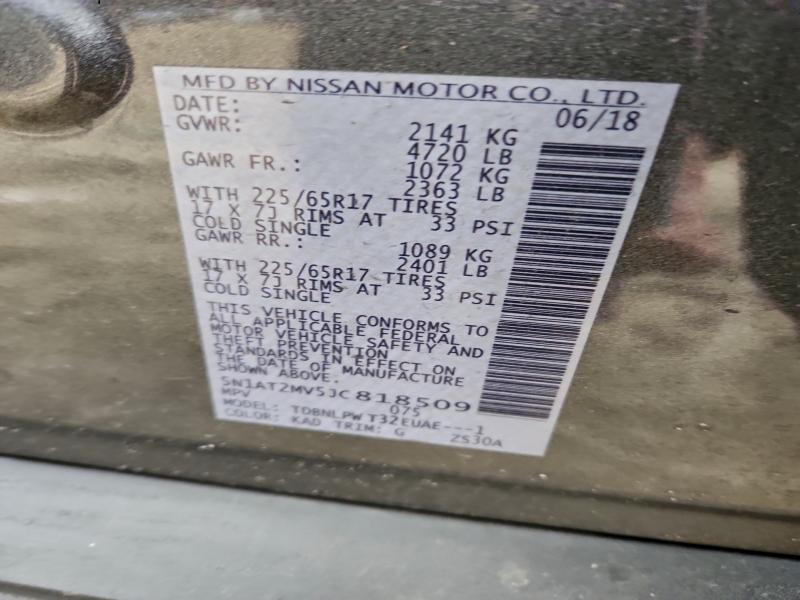 MFD BY NISSAN MOTOR CO., LTD.
DATE: 06/18
GVWR: 2141 KG
4720 LB
GAWR FR.: 1072 KG
2363 LB
WITH 225/65R17 TIRES
17 X 7J RIMS AT 33 PSI
COLD SINGLE
GAWR RR.: 1089 KG
2401 LB
WITH 225/65R17 TIRES
17 X 7J RIMS AT 33 PSI
COLD SINGLE
THIS VEHICLE CONFORMS TO
ALL APPLICABLE FEDERAL
MOTOR VEHICLE SAFETY AND
THEFT PREVENTION
STANDARDS IN EFFECT ON
THE DATE OF MANUFACTURE
SHOWN ABOVE.
5N1AT2MV5JC818509
MPV 075
MODEL: TDBNLPW T32EUAE---1
COLOR: KAD TRIM: G ZS30A